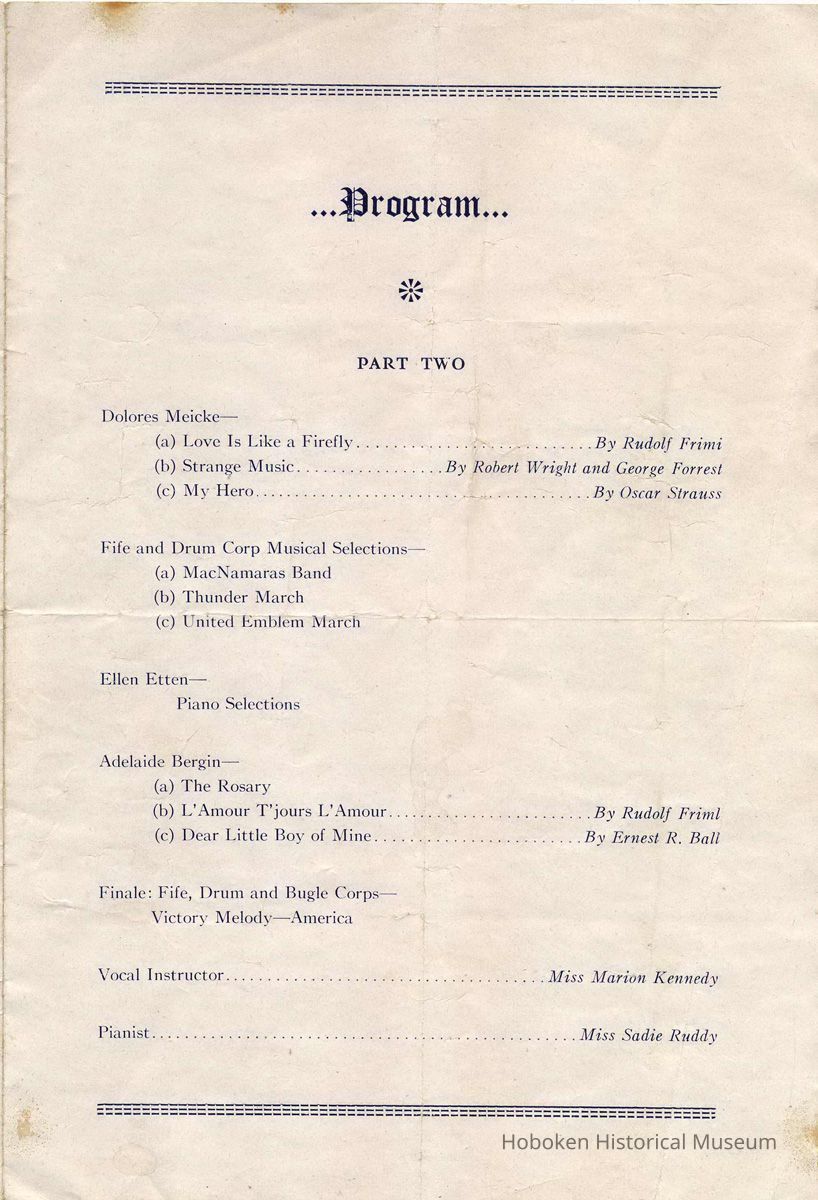 ...Program...
PART TWO
Dolores Meicke—
(a) Love Is Like a Firefly..........................By Rudolf Frimi
(b) Strange Music.................By Robert Wright and George Forrest
(c) My Hero.....................................By Oscar Strauss
Fife and Drum Corp Musical Selections—
(a) MacNamaras Band
(b) Thunder March
(c) United Emblem March
Ellen Etten—
Piano Selections
Adelaide Bergin—
(a) The Rosary
(b) L'Amour T'jours L'Amour.......................By Rudolf Friml
(c) Dear Little Boy of Mine........................By Ernest R. Ball
Finale: Fife, Drum and Bugle Corps—
Victory Melody—America
Vocal Instructor....................................Miss Marion Kennedy
Pianist................................................Miss Sadie Ruddy
Hoboken Historical Museum